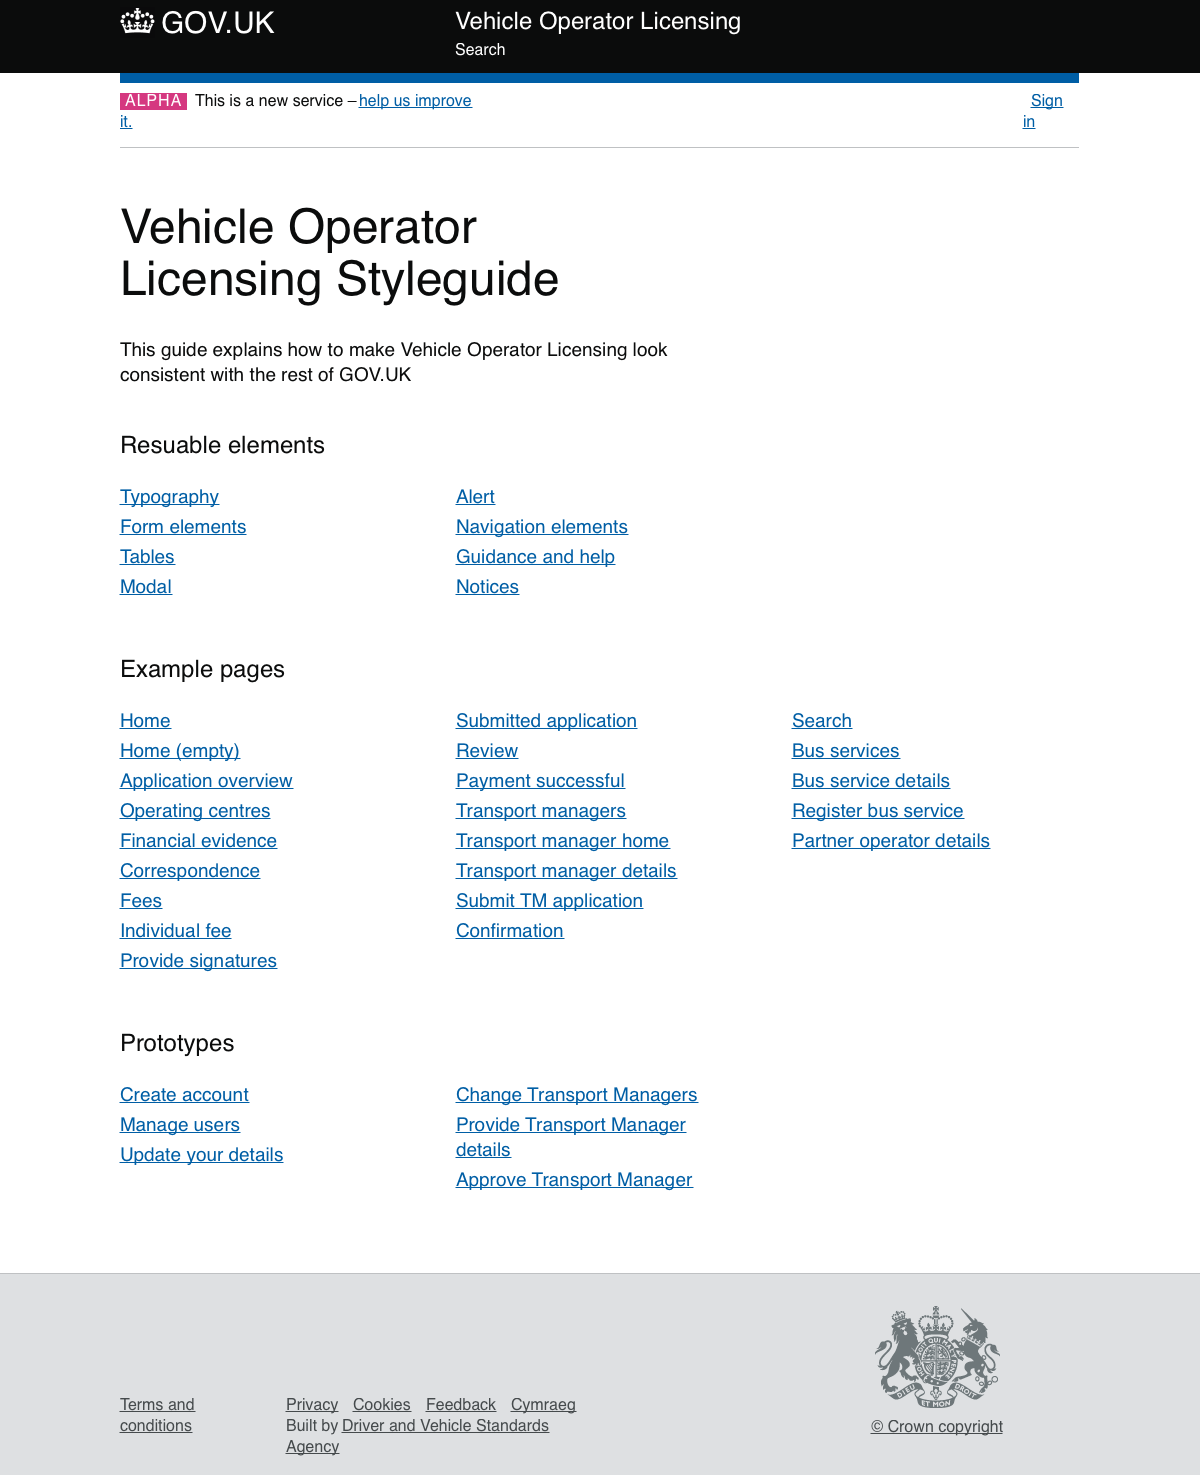 GOV.UK
Vehicle Operator Licensing
Search
ALPHA This is a new service – help us improve it.
Sign in
Vehicle Operator
Licensing Styleguide
This guide explains how to make Vehicle Operator Licensing look
consistent with the rest of GOV.UK
Resuable elements
Typography
Form elements
Tables
Modal
Alert
Navigation elements
Guidance and help
Notices
Example pages
Home
Home (empty)
Application overview
Operating centres
Financial evidence
Correspondence
Fees
Individual fee
Provide signatures
Submitted application
Review
Payment successful
Transport managers
Transport manager home
Transport manager details
Submit TM application
Confirmation
Search
Bus services
Bus service details
Register bus service
Partner operator details
Prototypes
Create account
Manage users
Update your details
Change Transport Managers
Provide Transport Manager
details
Approve Transport Manager
Terms and
conditions
Privacy Cookies Feedback Cymraeg
Built by Driver and Vehicle Standards
Agency
DIEU ET MON DROIT
© Crown copyright